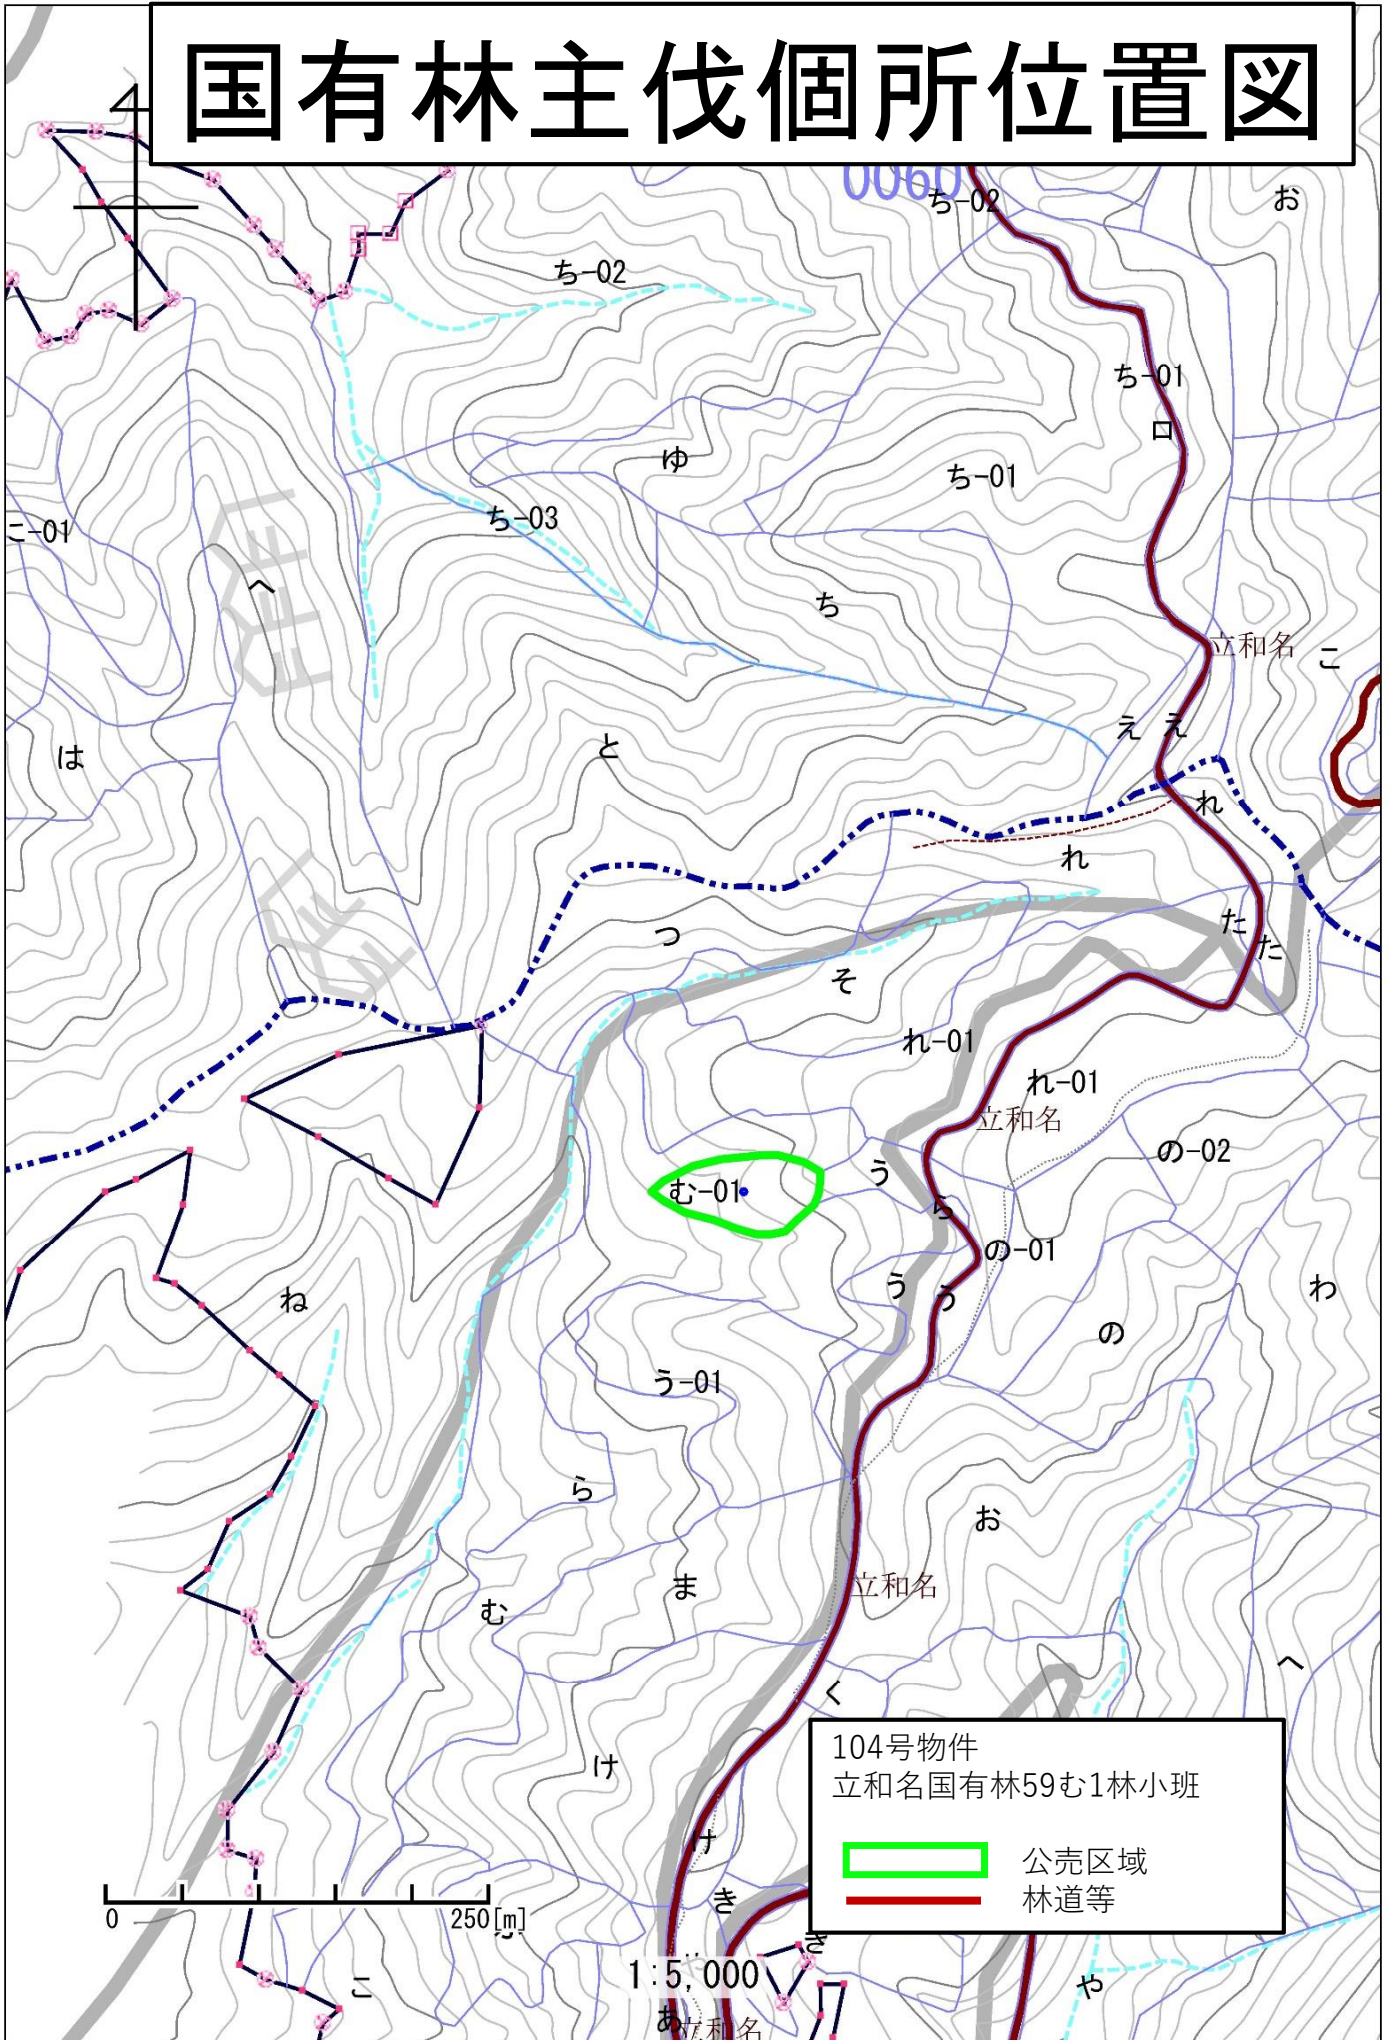 国有林主伐個所位置図
0060
ち-02
お
ち-02
ち-01
ロ
ゆ
ち-01
ち-03
こ-01
へ
ち
立和名
こ
え
え
は
と
れ
れ
つ
た
た
そ
れ-01
れ-01
立和名
の-02
う
む-01
ら
の-01
う
う
わ
ね
の
う-01
ら
お
ま
立和名
む
へ
く
け
104号物件
立和名国有林59む1林小班
公売区域
林道等
け
き
0
250[m]
き
1:5,000
こ
や
あ
立和名